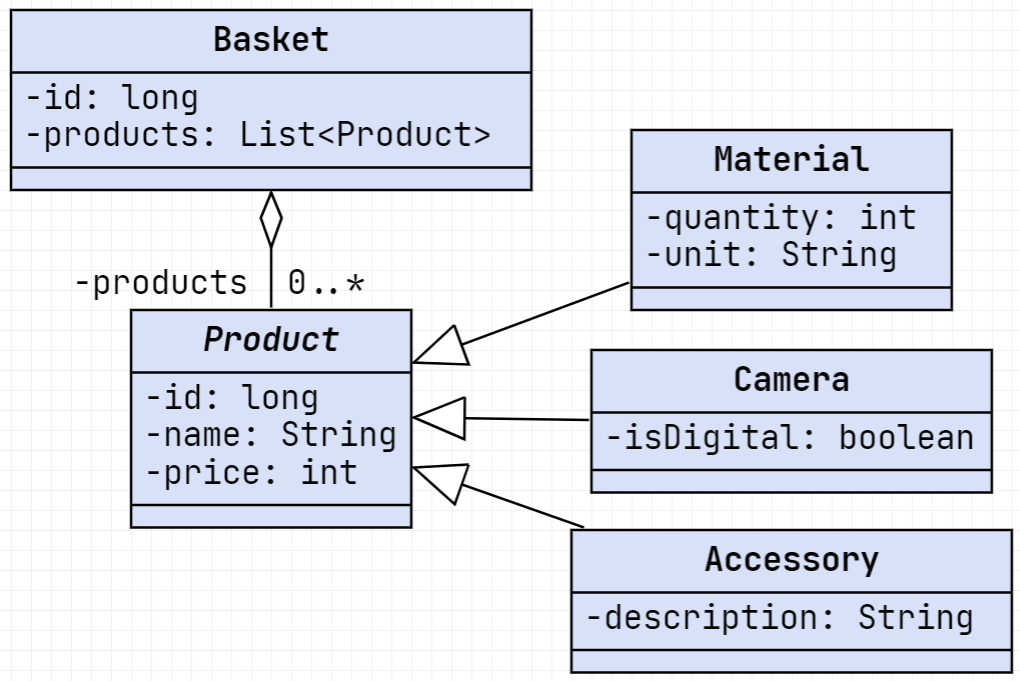 Basket
-id: long
-products: List<Product>
-products 0..*
Product
-id: long
-name: String
-price: int
Material
-quantity: int
-unit: String
Camera
-isDigital: boolean
Accessory
-description: String